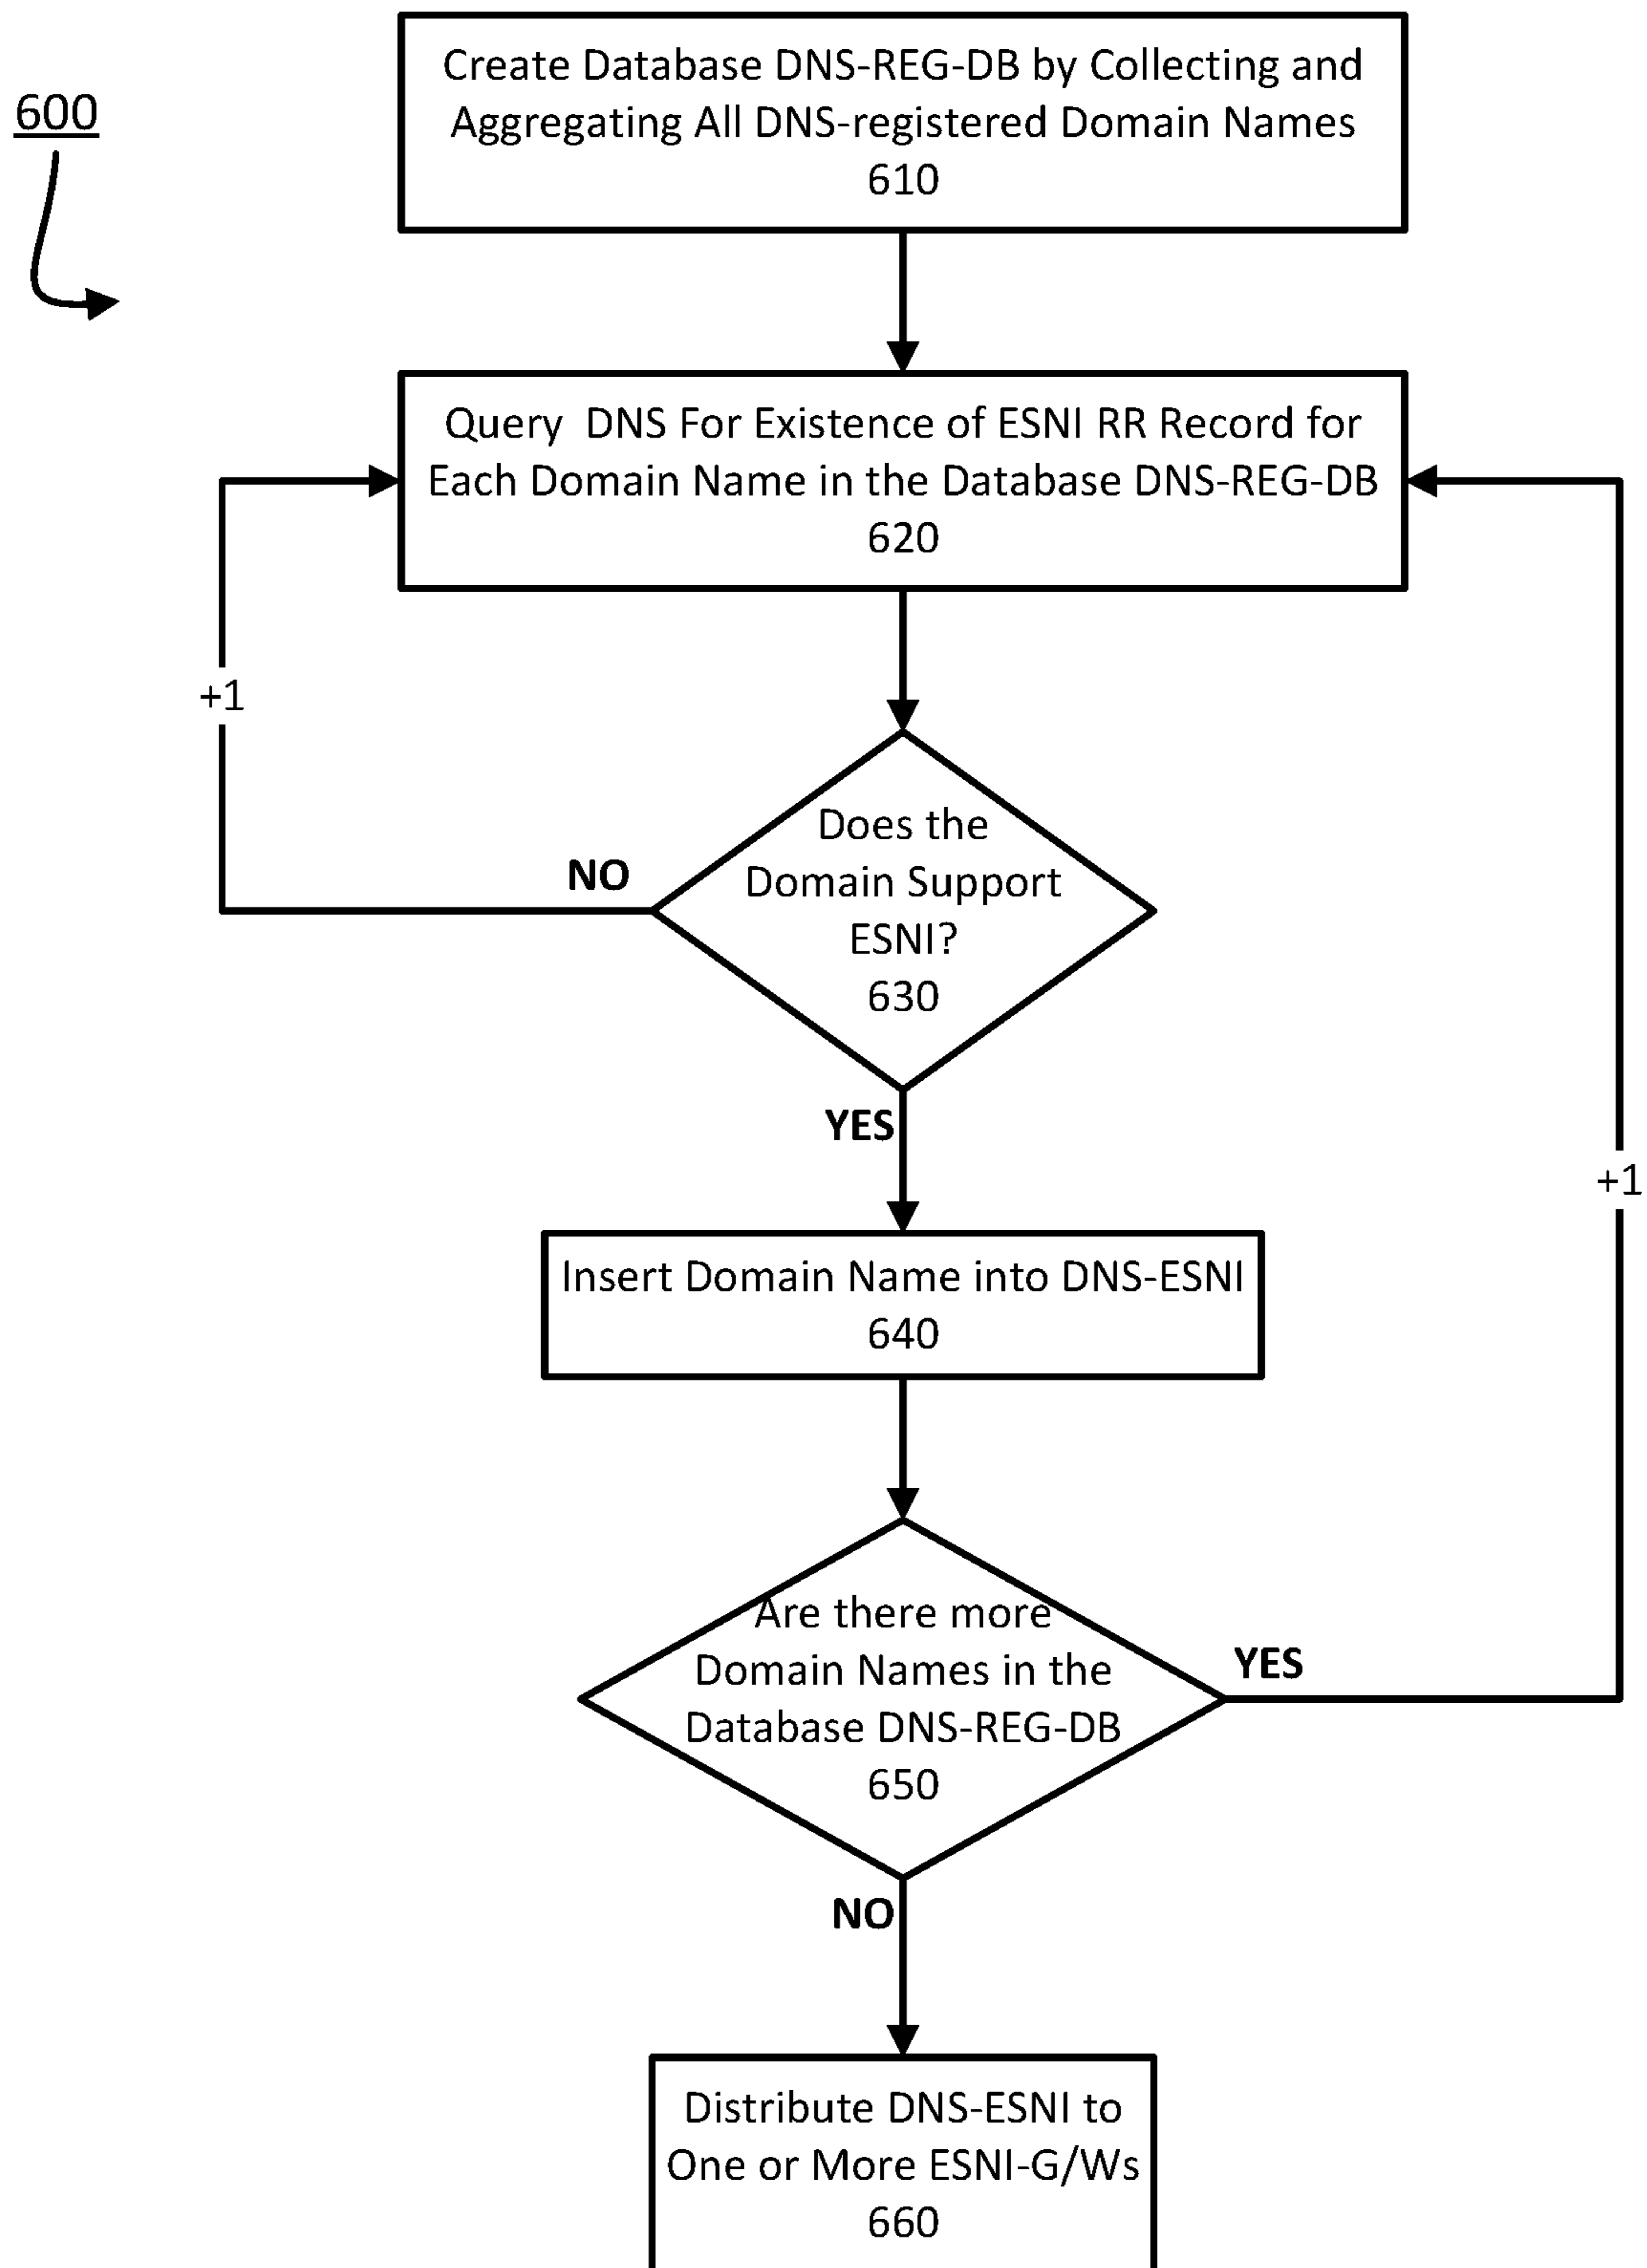 600
Create Database DNS-REG-DB by Collecting and
Aggregating All DNS-registered Domain Names
610
Query DNS For Existence of ESNI RR Record for
Each Domain Name in the Database DNS-REG-DB
620
+1
Does the
Domain Support
ESNI?
630
NO
YES
+1
Insert Domain Name into DNS-ESNI
640
Are there more
Domain Names in the
Database DNS-REG-DB
650
YES
NO
Distribute DNS-ESNI to
One or More ESNI-G/Ws
660